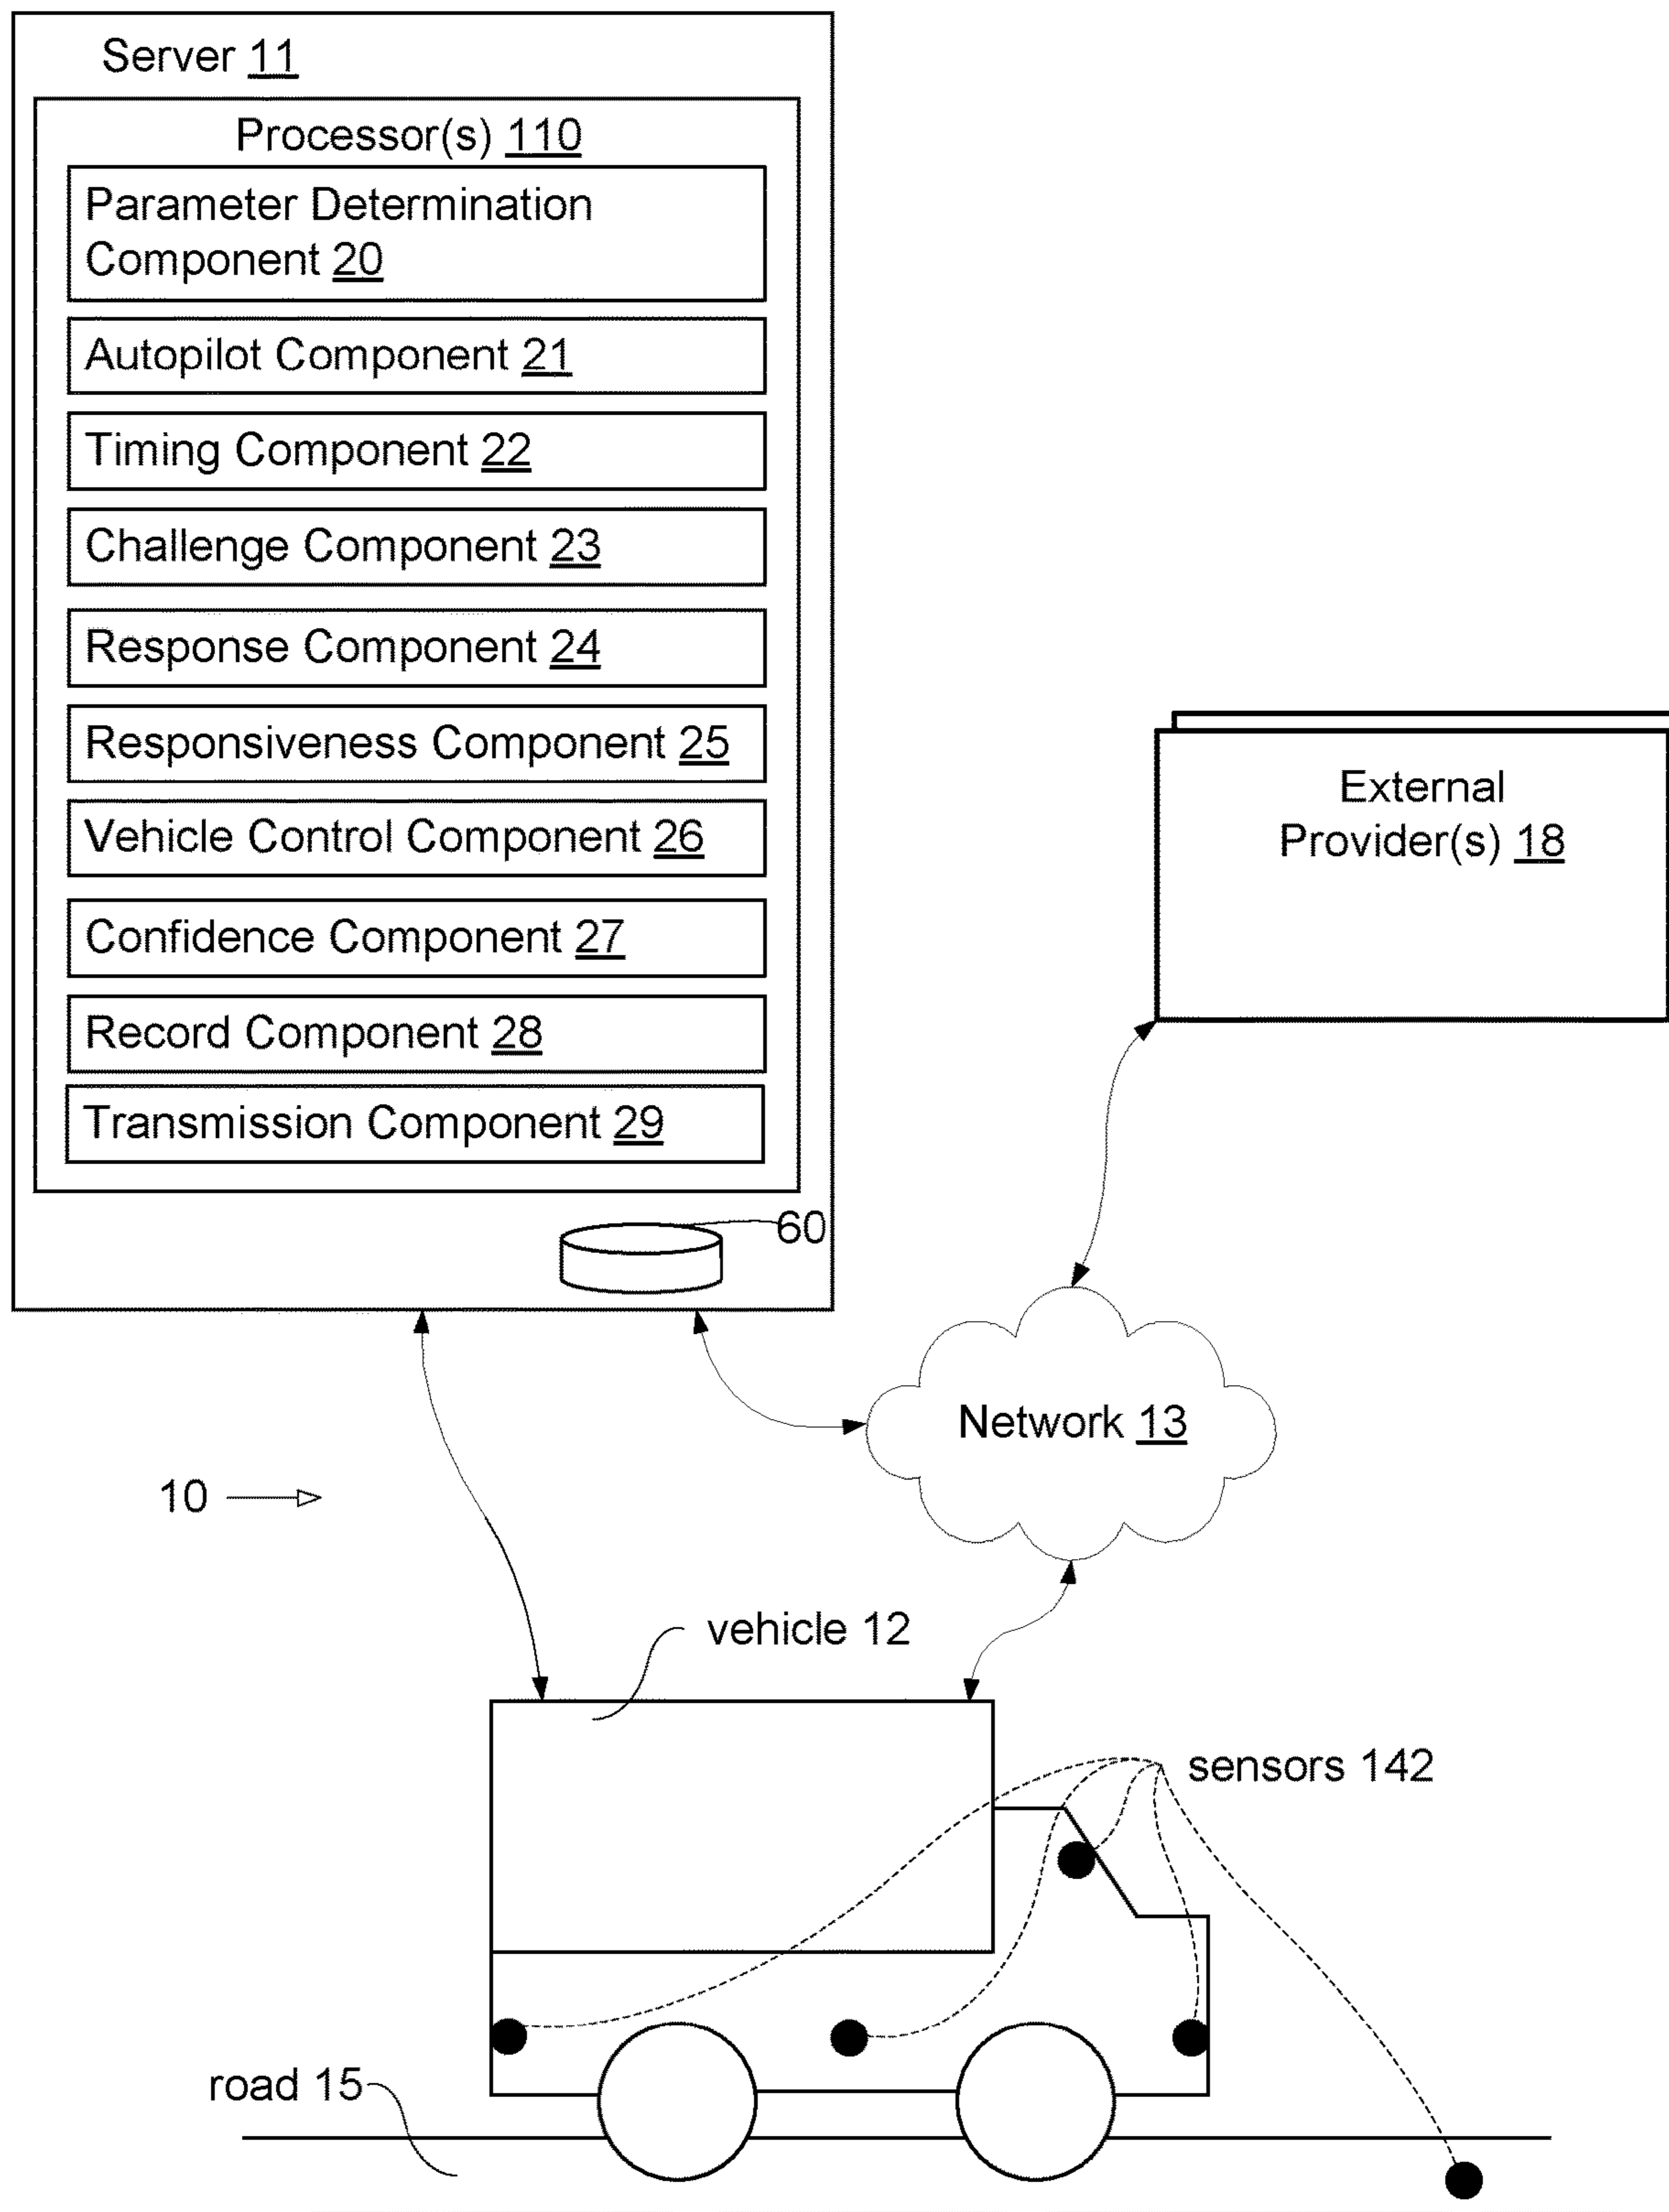 Server 11
Processor(s) 110
Parameter Determination
Component 20
Autopilot Component 21
Timing Component 22
Challenge Component 23
Response Component 24
Responsiveness Component 25
Vehicle Control Component 26
Confidence Component 27
Record Component 28
Transmission Component 29
60
External
Provider(s) 18
Network 13
10
vehicle 12
sensors 142
road 15